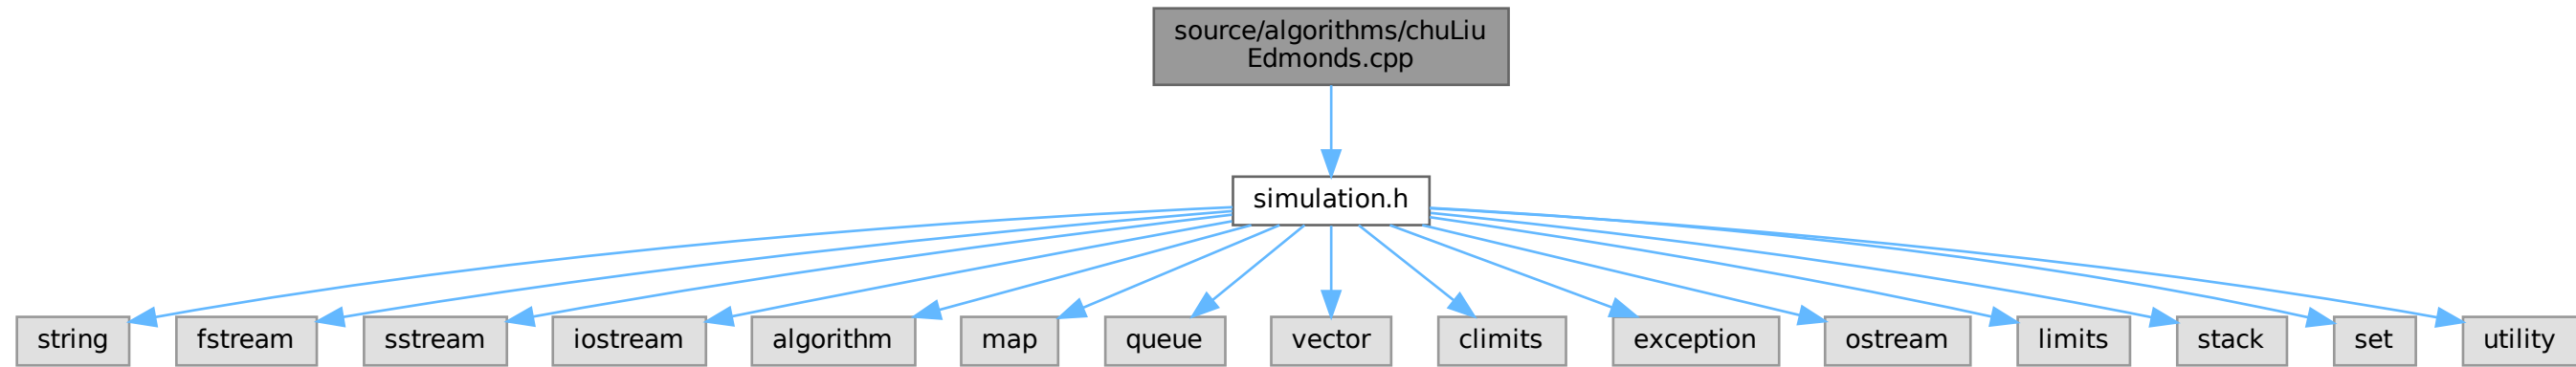 source/algorithms/chuLiu
Edmonds.cpp
simulation.h
string
fstream
sstream
iostream
algorithm
map
queue
vector
climits
exception
ostream
limits
stack
set
utility